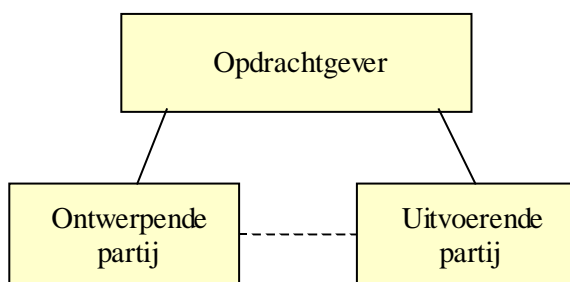 Opdrachtgever
Ontwerpende
partij
Uitvoerende
partij